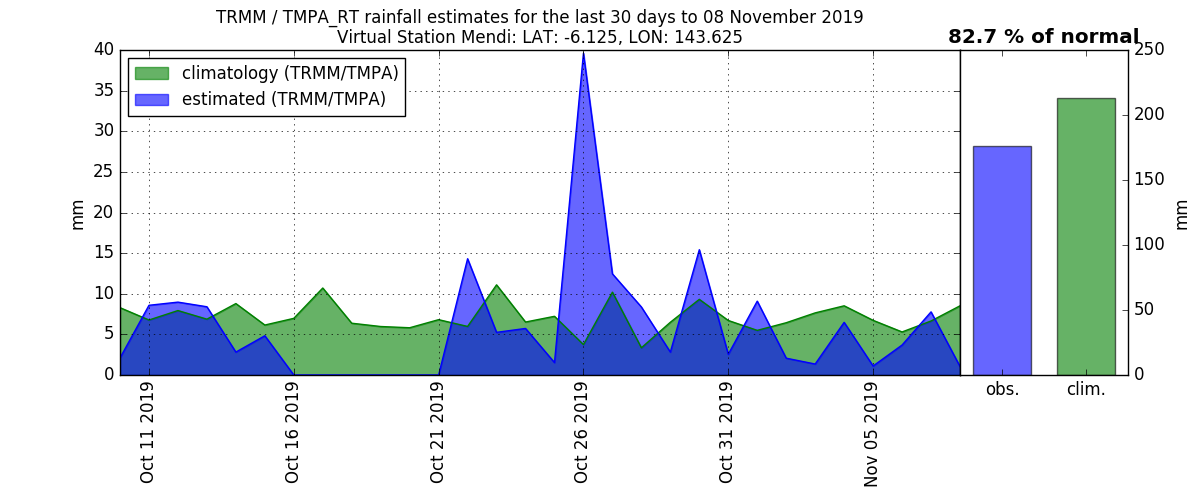 TRMM / TMPA_RT rainfall estimates for the last 30 days to 08 November 2019
Virtual Station Mendi: LAT: -6.125, LON: 143.625
82.7 % of normal
climatology (TRMM/TMPA)
estimated (TRMM/TMPA)
mm
40
35
30
25
20
15
10
5
0
Oct 11 2019
Oct 16 2019
Oct 21 2019
Oct 26 2019
Oct 31 2019
Nov 05 2019
obs.
clim.
250
200
150
100
50
0
mm